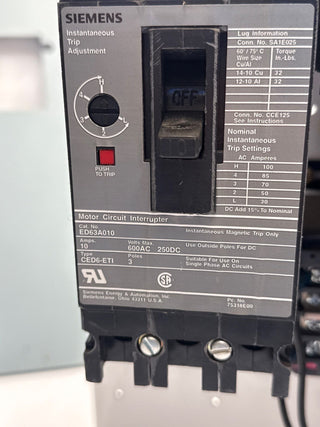 SIEMENS
Instantaneous
Trip
Adjustment
PUSH
TO TRIP
OFF
Lug Information
Conn. No. SA1E025
60°/75°C Torque
Wire Size In.-Lbs.
Cu/Al
14-10 Cu 32
12-10 Al 32
Conn. No. CCE125
See Instructions
Nominal
Instantaneous
Trip Settings
AC Amperes
H 100
4 85
3 70
2 50
L 30
DC Add 15% To Nominal
Motor Circuit Interrupter
Cat. No.
ED63A010
Instantaneous Magnetic Trip Only
Amps. Volts Max.
10 600AC 250DC
Use Outside Poles For DC
Type Poles
CED6-ETI 3
Suitable For Use On
Single Phase AC Circuits
Siemens Energy & Automation, Inc.
Bellefontaine, Ohio 43311 U.S.A.
Pc. No.